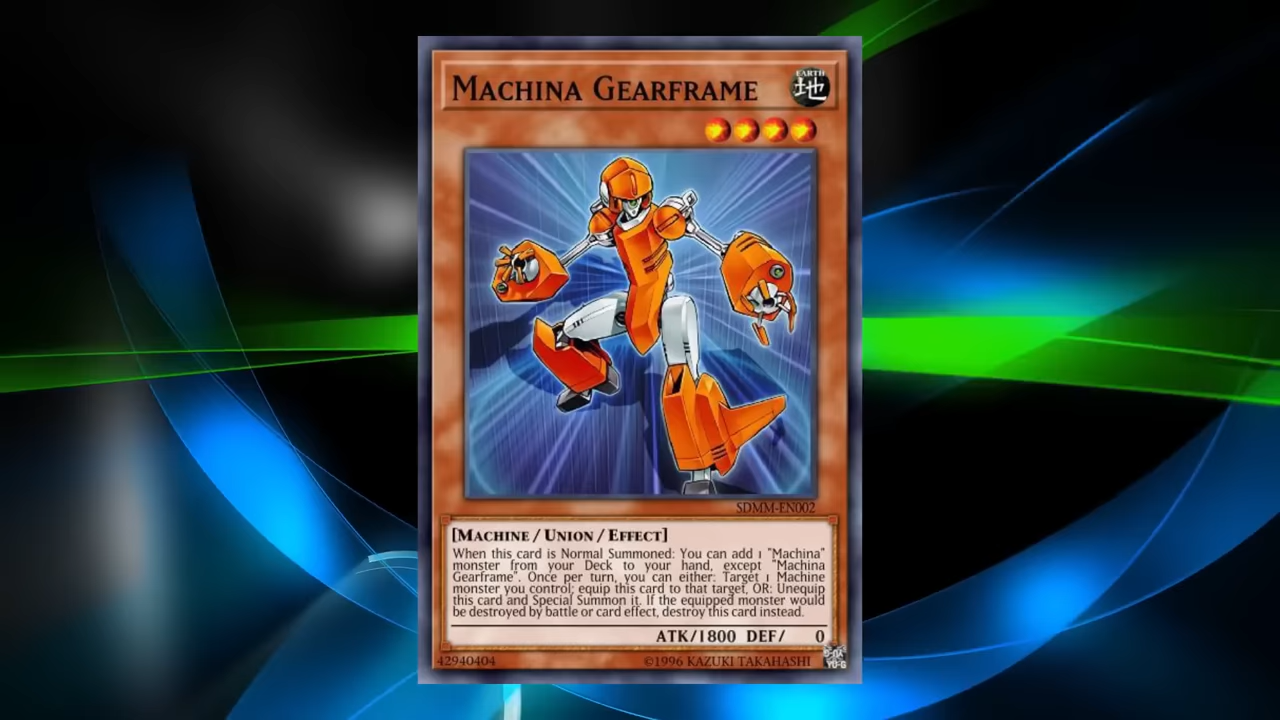 MACHINA GEARFRAME
EARTH
地
SDMM-EN002
[MACHINE / UNION / EFFECT]
When this card is Normal Summoned: You can add 1 "Machina"
monster from your Deck to your hand, except "Machina
Gearframe". Once per turn, you can either: Target 1 Machine
monster you control; equip this card to that target, OR: Unequip
this card and Special Summon it. If the equipped monster would
be destroyed by battle or card effect, destroy this card instead.
ATK/1800 DEF/ 0
42940404 ©1996 KAZUKI TAKAHASHI